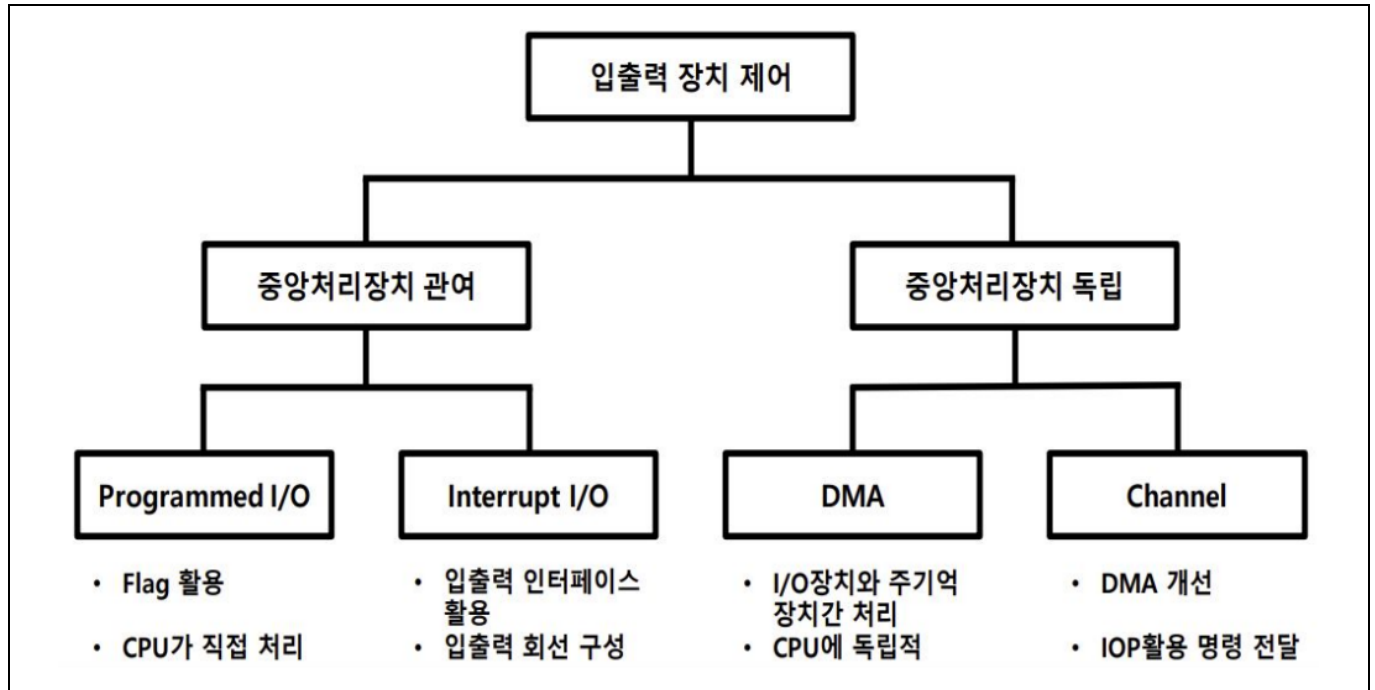 입출력 장치 제어
중앙처리장치 관여
중앙처리장치 독립
Programmed I/O
Interrupt I/O
DMA
Channel
• Flag 활용
• CPU가 직접 처리
• 입출력 인터페이스
활용
• 입출력 회선 구성
• I/O장치와 주기억
장치간 처리
• CPU에 독립적
• DMA 개선
• IOP활용 명령 전달